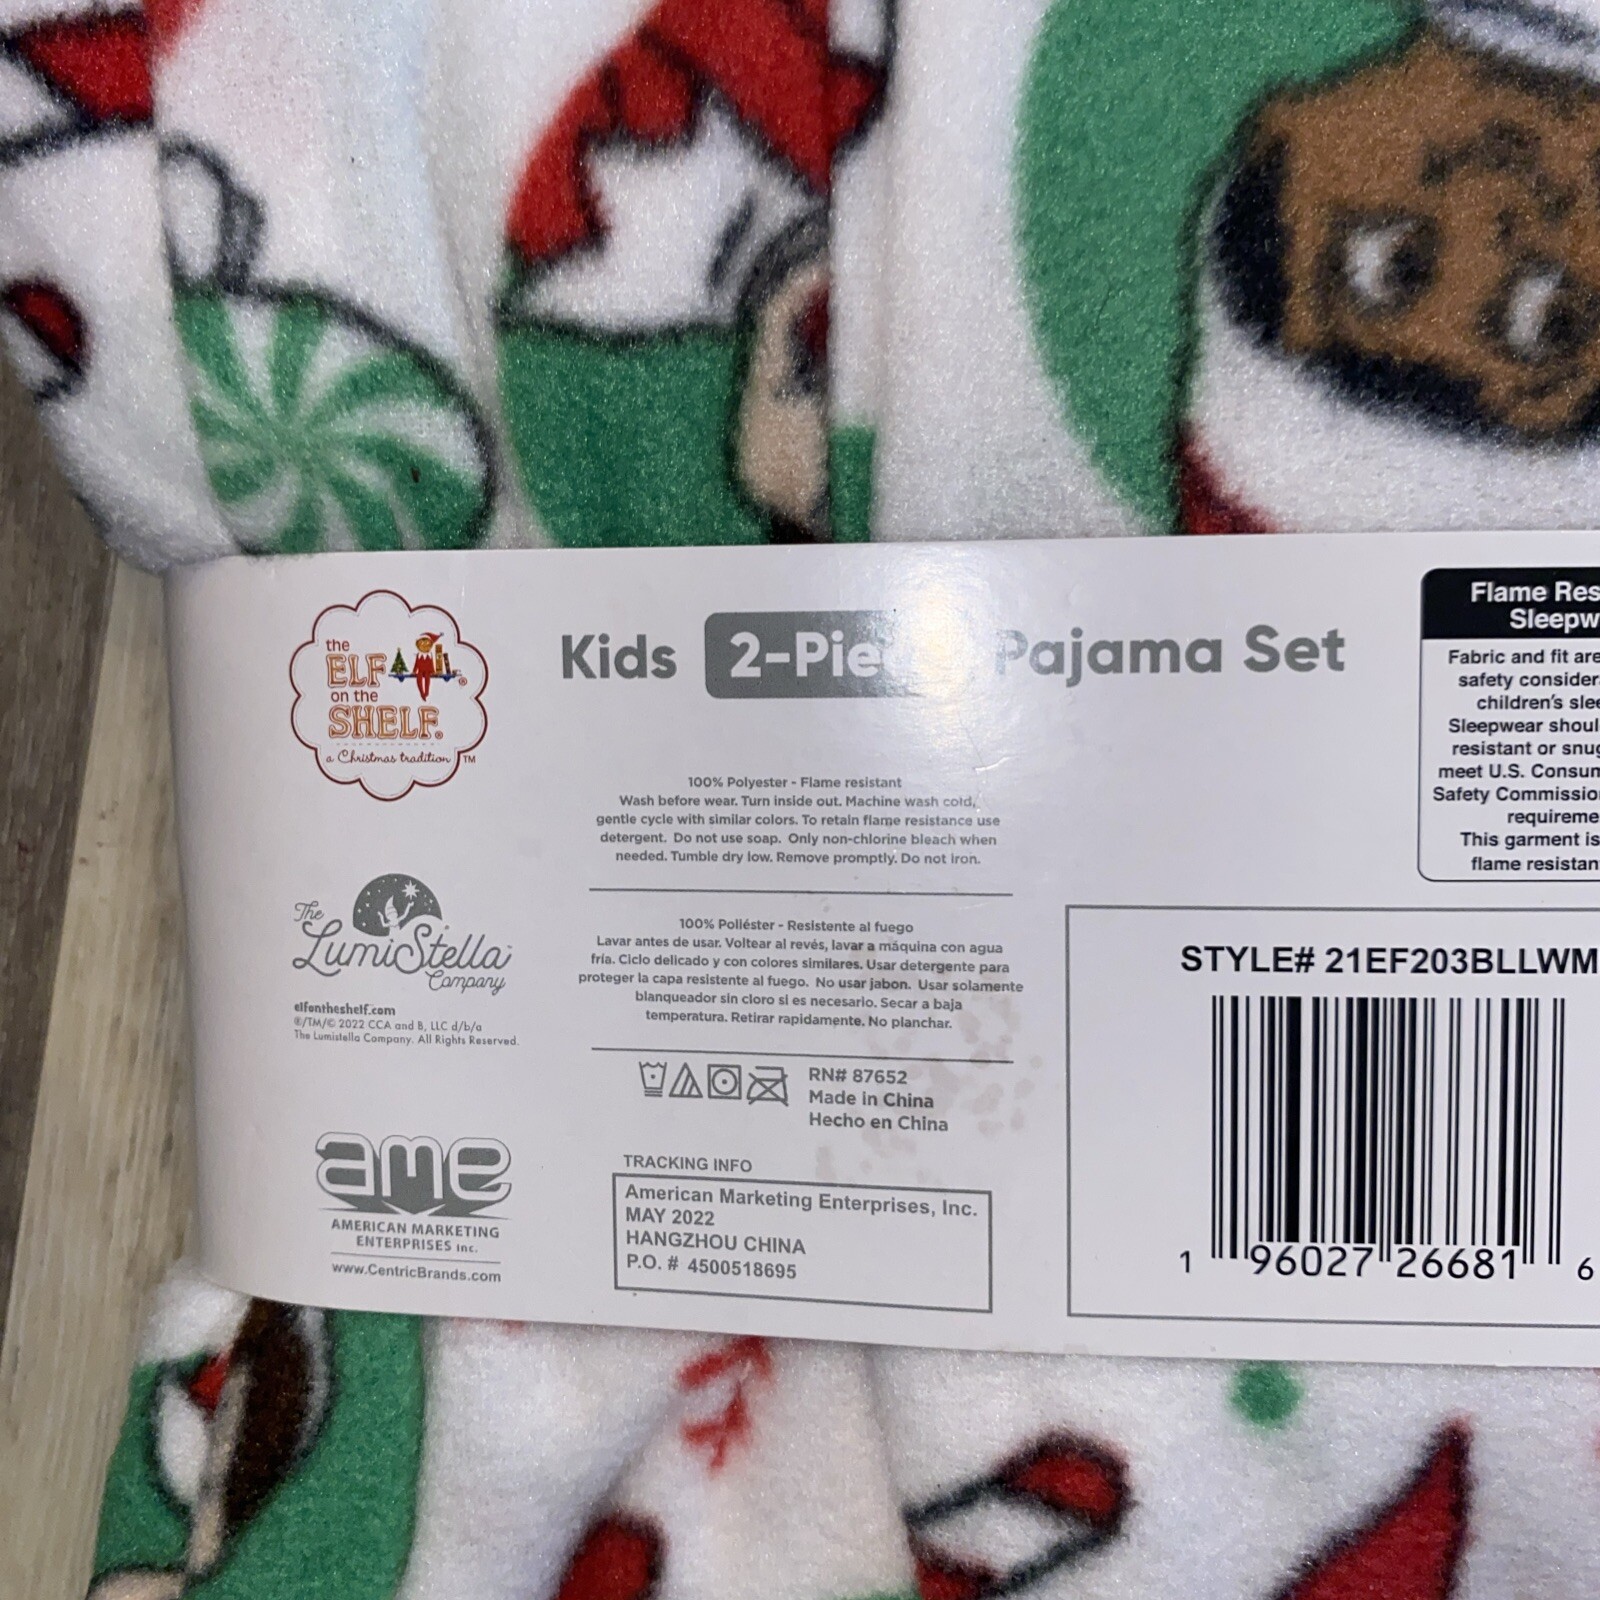 the
ELF
on the
SHELF®
a Christmas tradition TM
Kids 2-Pie Pajama Set
100% Polyester - Flame resistant
Wash before wear. Turn inside out. Machine wash cold,
gentle cycle with similar colors. To retain flame resistance use
detergent. Do not use soap. Only non-chlorine bleach when
needed. Tumble dry low. Remove promptly. Do not iron.
100% Poliéster - Resistente al fuego
Lavar antes de usar. Voltear al revés, lavar a máquina con agua
fría. Ciclo delicado y con colores similares. Usar detergente para
proteger la capa resistente al fuego. No usar jabon. Usar solamente
blanqueador sin cloro si es necesario. Secar a baja
temperatura. Retirar rapidamente. No planchar.
RN# 87652
Made in China
Hecho en China
The
LumiStella
Company
elfontheshelf.com
®/TM/© 2022 CCA and B, LLC d/b/a
The Lumistella Company. All Rights Reserved.
ame
AMERICAN MARKETING
ENTERPRISES Inc.
www.CentricBrands.com
TRACKING INFO
American Marketing Enterprises, Inc.
MAY 2022
HANGZHOU CHINA
P.O. # 4500518695
Flame Res
Sleepw
Fabric and fit are
safety consider
children's slee
Sleepwear shoul
resistant or snug
meet U.S. Consum
Safety Commissio
requireme
This garment is
flame resistan
STYLE# 21EF203BLLWM
1 96027 26681 6